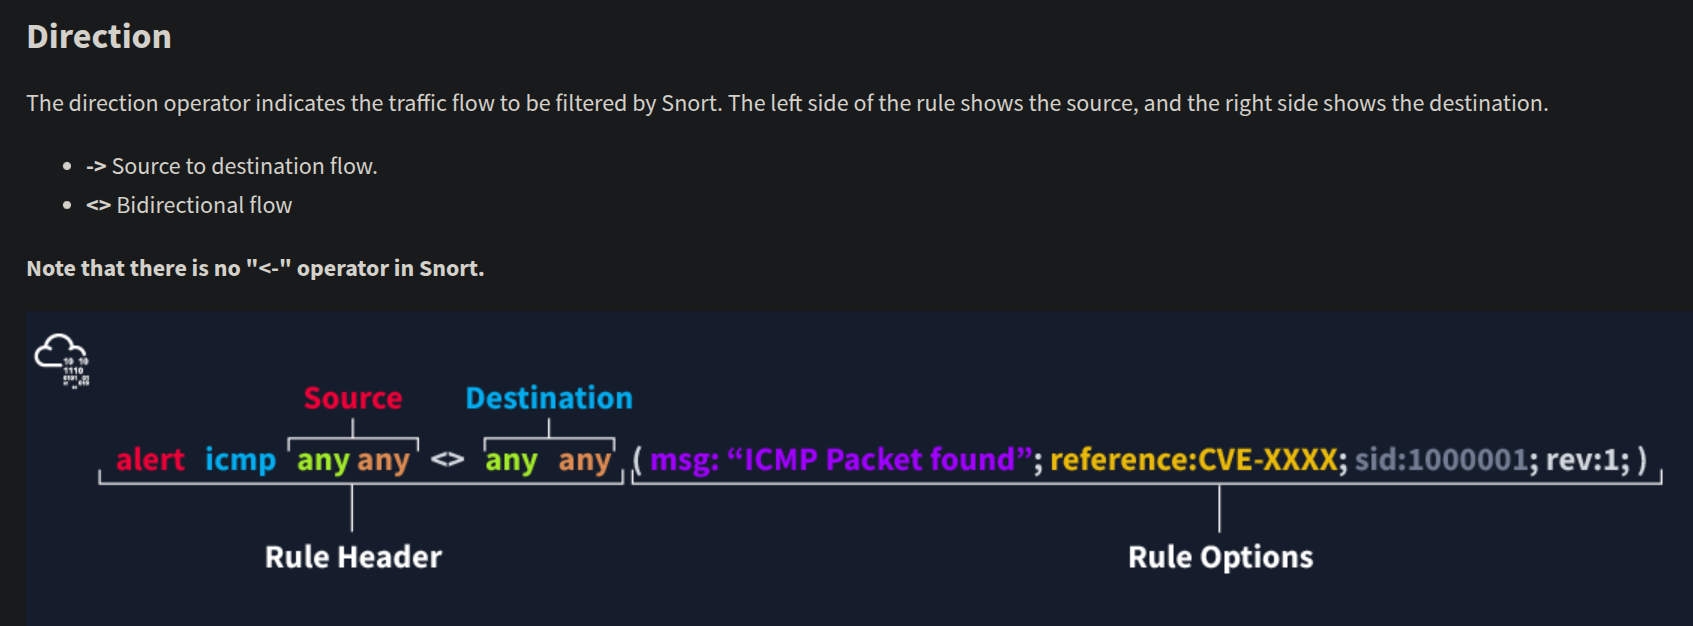 Direction
The direction operator indicates the traffic flow to be filtered by Snort. The left side of the rule shows the source, and the right side shows the destination.
-> Source to destination flow.
<> Bidirectional flow
Note that there is no "<-" operator in Snort.
Source Destination
alert icmp any any <> any any ( msg: “ICMP Packet found”; reference:CVE-XXXX; sid:1000001; rev:1; )
Rule Header Rule Options